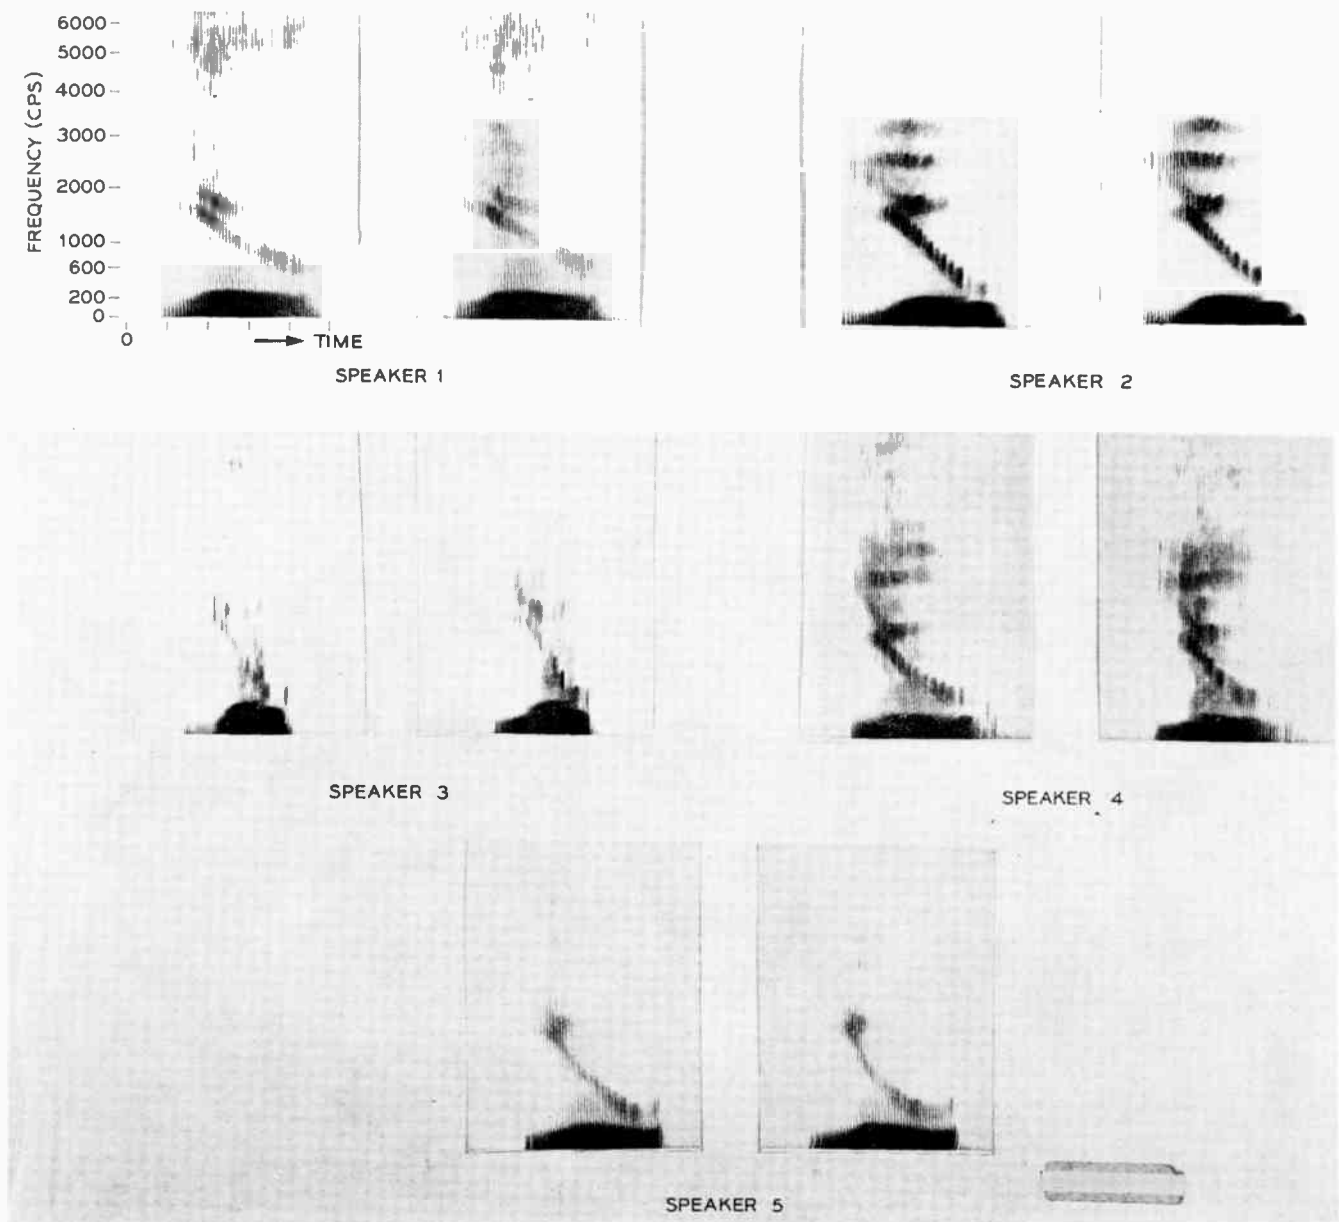 6000
5000
4000
3000
2000
1000
600
200
0
FREQUENCY (CPS)
0
TIME
SPEAKER 1
SPEAKER 2
SPEAKER 3
SPEAKER 4
SPEAKER 5